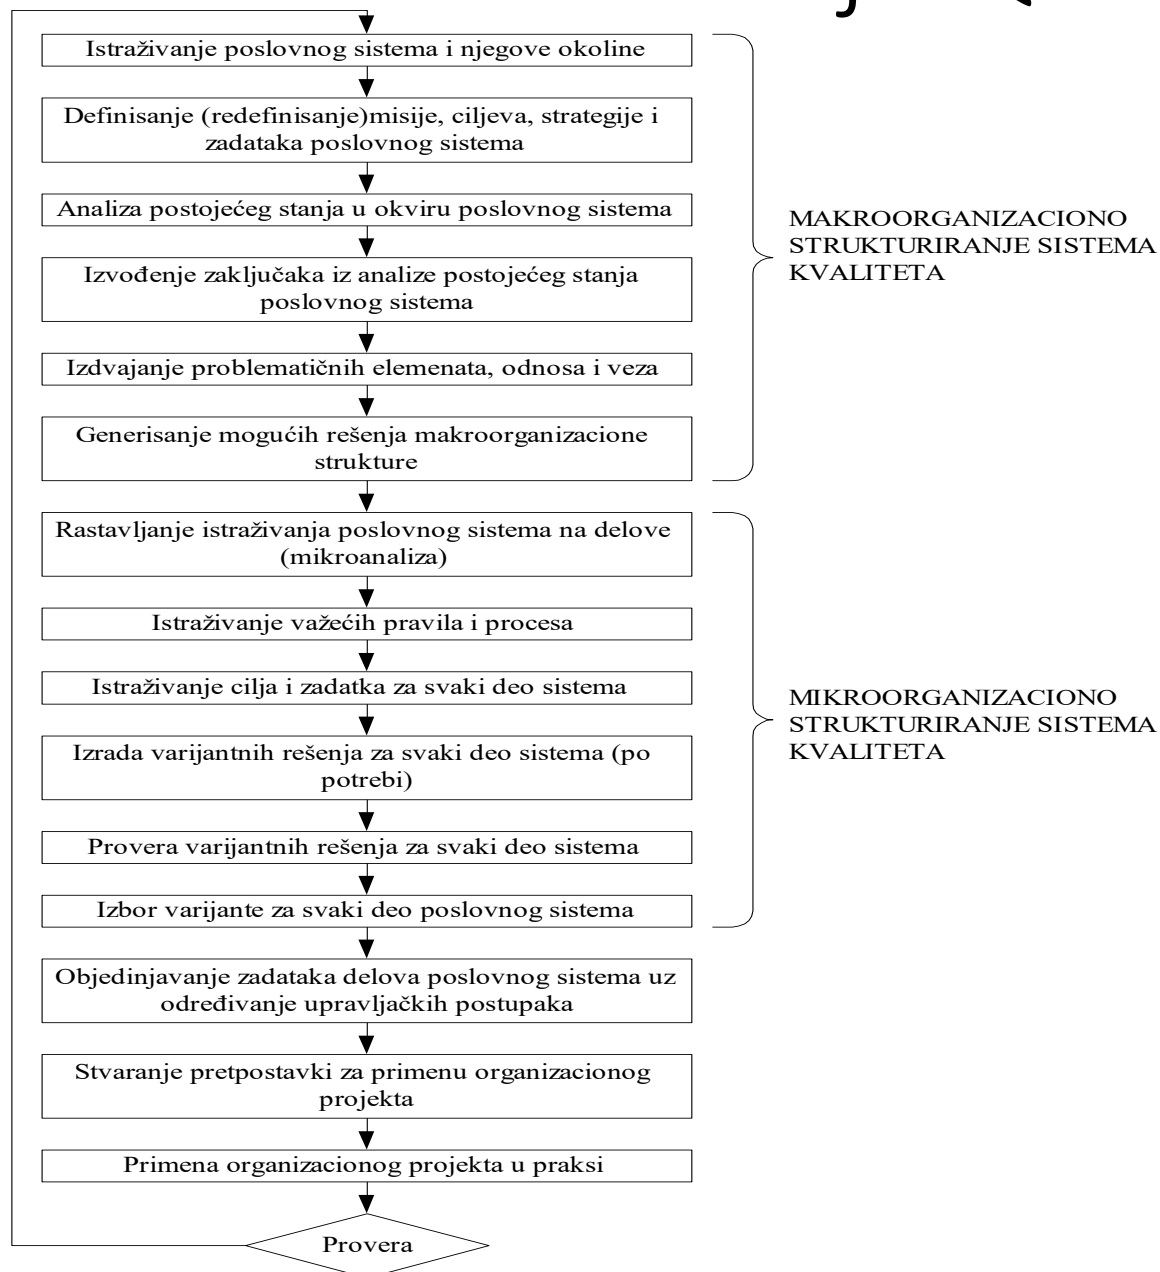 Istraživanje poslovnog sistema i njegove okoline
Definisanje (redefinisanje)misije, ciljeva, strategije i
zadataka poslovnog sistema
Analiza postojećeg stanja u okviru poslovnog sistema
Izvođenje zaključaka iz analize postojećeg stanja
poslovnog sistema
Izdvajanje problematičnih elemenata, odnosa i veza
Generisanje mogućih rešenja makroorganizacione
strukture
MAKROORGANIZACIONO
STRUKTURIRANJE SISTEMA
KVALITETA
Rastavljanje istraživanja poslovnog sistema na delove
(mikroanaliza)
Istraživanje važećih pravila i procesa
Istraživanje cilja i zadatka za svaki deo sistema
Izrada varijantnih rešenja za svaki deo sistema (po
potrebi)
Provera varijantnih rešenja za svaki deo sistema
Izbor varijante za svaki deo poslovnog sistema
MIKROORGANIZACIONO
STRUKTURIRANJE SISTEMA
KVALITETA
Objedinjavanje zadataka delova poslovnog sistema uz
određivanje upravljačkih postupaka
Stvaranje pretpostavki za primenu organizacionog
projekta
Primena organizacionog projekta u praksi
Provera